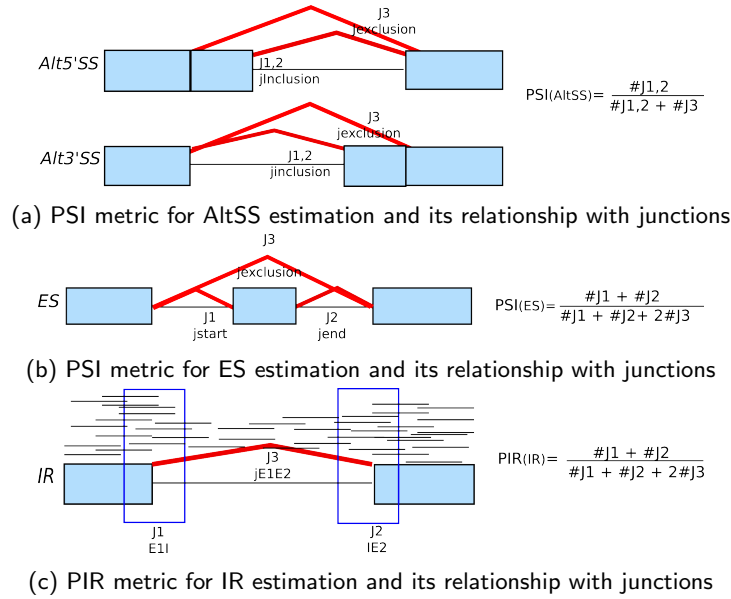 J3
jexclusion
Alt5'SS
J1,2
jInclusion
PSI(AltSS)= #J1,2
#J1,2 + #J3
J3
jexclusion
Alt3'SS
J1,2
jinclusion
(a) PSI metric for AltSS estimation and its relationship with junctions
J3
jexclusion
ES
J1
jstart
J2
jend
PSI(ES)= #J1 + #J2
#J1 + #J2+ 2#J3
(b) PSI metric for ES estimation and its relationship with junctions
IR
J3
jE1E2
J1
E1I
J2
IE2
PIR(IR) = #J1 + #J2
#J1 + #J2 + 2#J3
(c) PIR metric for IR estimation and its relationship with junctions